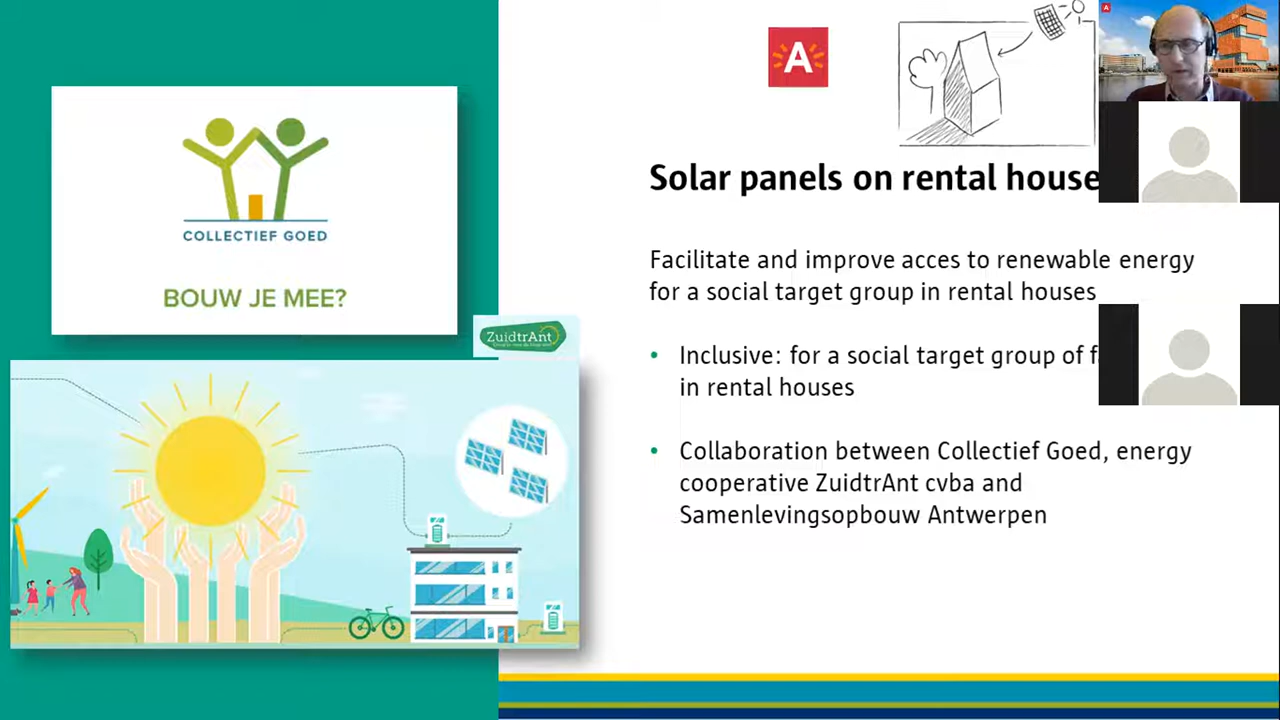 COLLECTIEF GOED
BOUW JE MEE?
ZuidtrAnt
A
A
Solar panels on rental house
Facilitate and improve acces to renewable energy
for a social target group in rental houses
• Inclusive: for a social target group of f
in rental houses
• Collaboration between Collectief Goed, energy
cooperative ZuidtrAnt cvba and
Samenlevingsopbouw Antwerpen